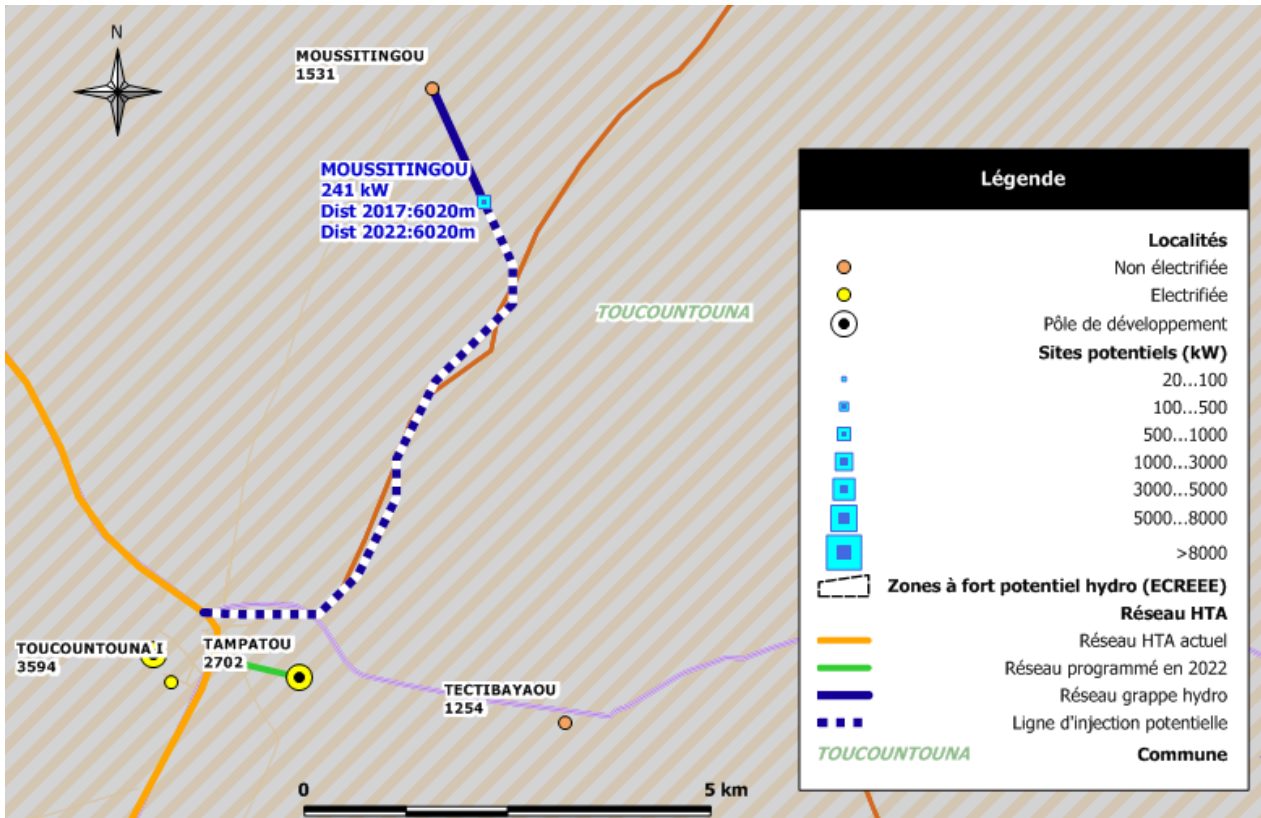 N
MOUSSITINGOU
1531
MOUSSITINGOU
241 kW
Dist 2017:6020m
Dist 2022:6020m
TOUCOUNTOUNA
TOUCOUNTOUNA I
3594
TAMPATOU
2702
TECTIBAYAOU
1254
0
5 km
Légende
Localités
Non électrifiée
Electrifiée
Pôle de développement
Sites potentiels (kW)
20...100
100...500
500...1000
1000...3000
3000...5000
5000...8000
>8000
Zones à fort potentiel hydro (ECREEE)
Réseau HTA
Réseau HTA actuel
Réseau programmé en 2022
Réseau grappe hydro
Ligne d'injection potentielle
TOUCOUNTOUNA Commune